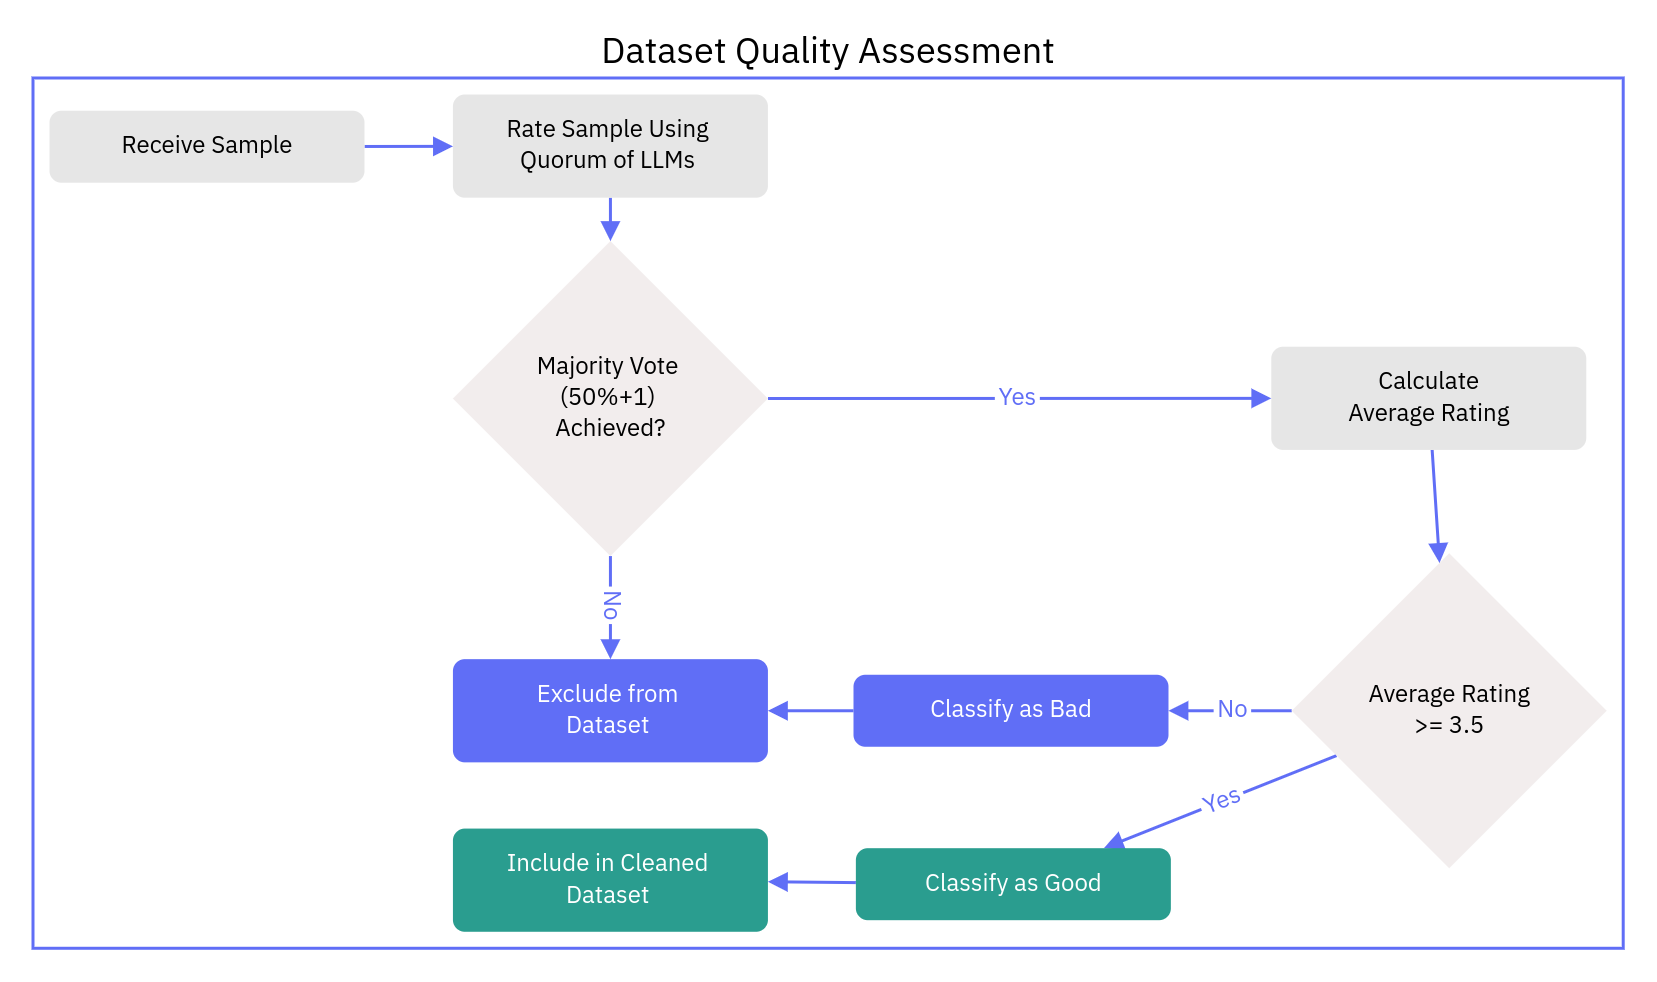 Dataset Quality Assessment
Receive Sample
Rate Sample Using
Quorum of LLMs
Majority Vote
(50%+1)
Achieved?
Yes
Calculate
Average Rating
No
Exclude from
Dataset
Classify as Bad
No
Average Rating
>= 3.5
Yes
Include in Cleaned
Dataset
Classify as Good